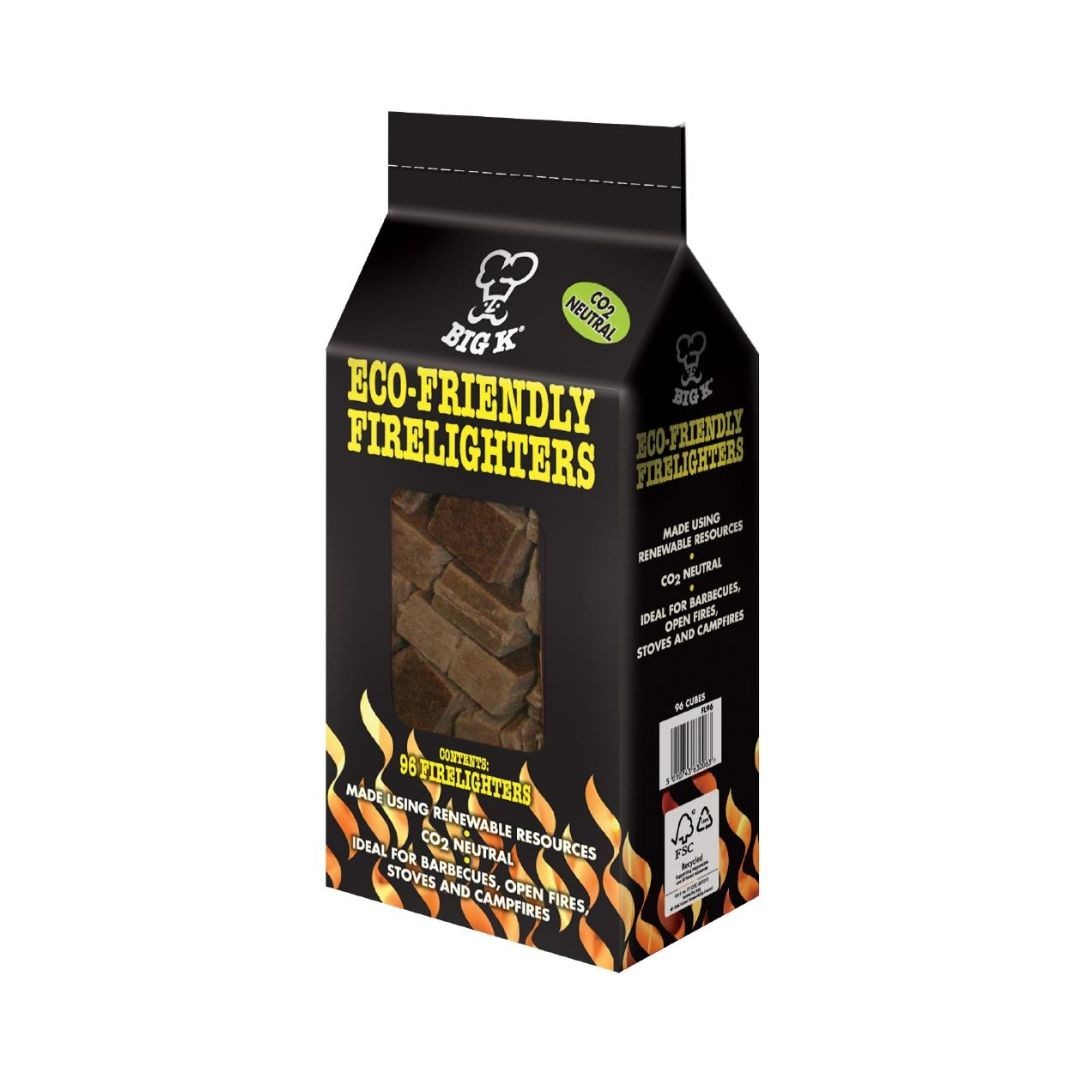 BIG K®
CO2
NEUTRAL
ECO-FRIENDLY
FIRELIGHTERS
CONTENTS:
96 FIRELIGHTERS
MADE USING RENEWABLE RESOURCES
CO2 NEUTRAL
IDEAL FOR BARBECUES, OPEN FIRES,
STOVES AND CAMPFIRES
BIG K
ECO-FRIENDLY
FIRELIGHTERS
MADE USING
RENEWABLE RESOURCES
CO2 NEUTRAL
IDEAL FOR BARBECUES,
OPEN FIRES,
STOVES AND CAMPFIRES
96 CUBES
FL96
FSC
Recycled